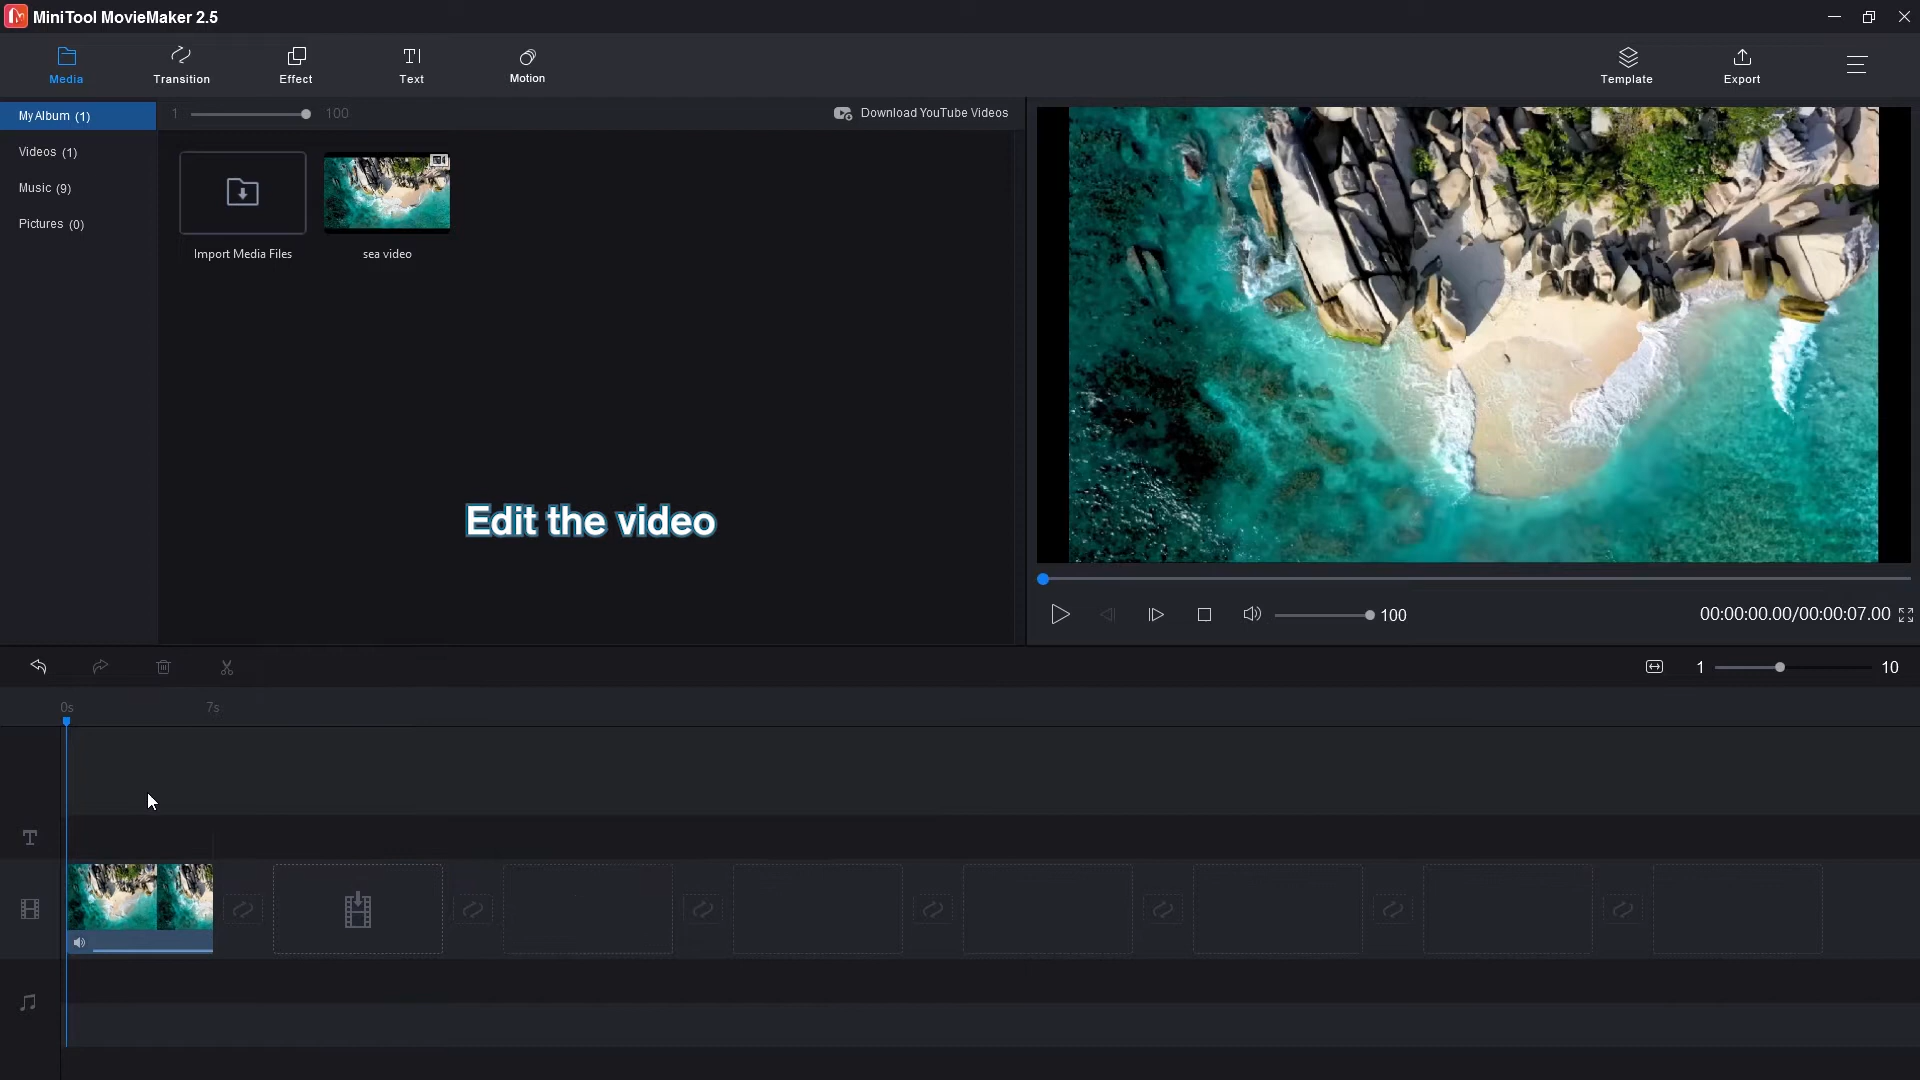 MiniTool MovieMaker 2.5
Media
Transition
Effect
Text
Motion
Template
Export
My Album (1)
1
100
Download YouTube Videos
Videos (1)
Music (9)
Pictures (0)
Import Media Files
sea video
Edit the video
100
00:00:00.00/00:00:07.00
1
10
0s
7s